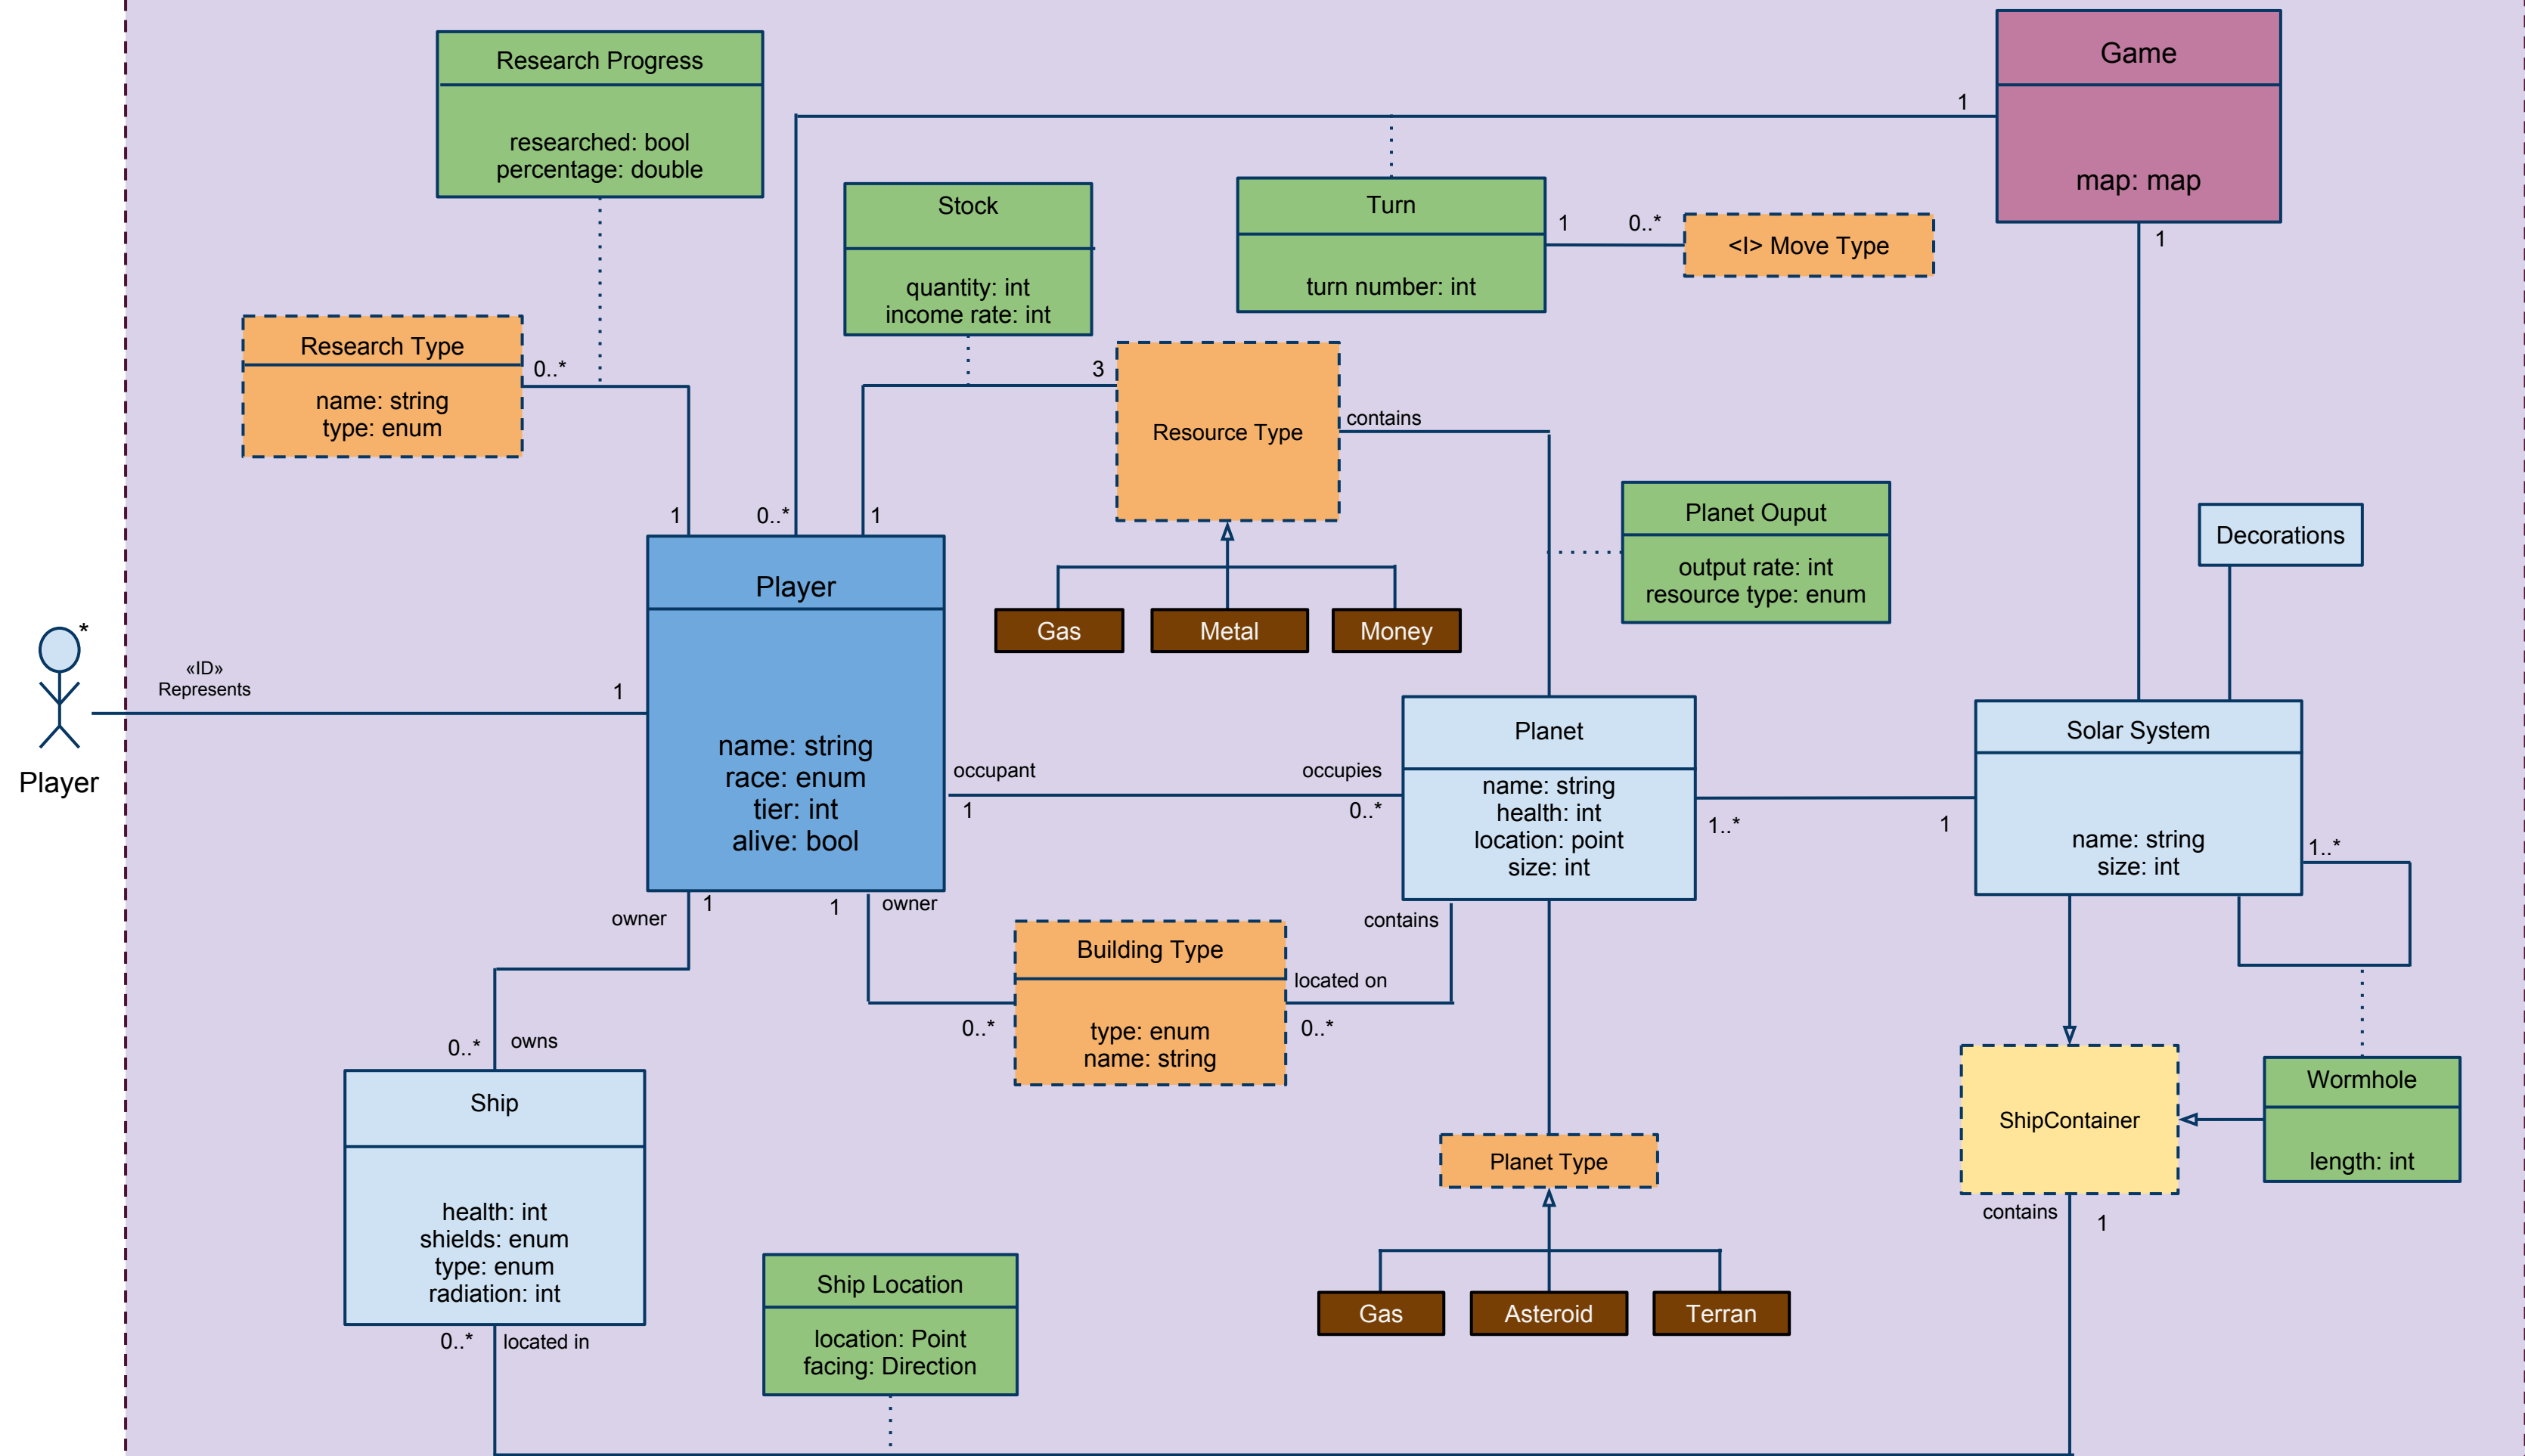 Research Progress
researched: bool
percentage: double
Game
map: map
1
1
Stock
quantity: int
income rate: int
Turn
turn number: int
1
0..*
<I> Move Type
Research Type
name: string
type: enum
0..*
3
Resource Type
contains
Planet Ouput
output rate: int
resource type: enum
Decorations
1
0..*
1
Gas
Metal
Money
Player
name: string
race: enum
tier: int
alive: bool
*
Player
«ID»
Represents
1
occupant
1
occupies
0..*
Planet
name: string
health: int
location: point
size: int
1..*
1
Solar System
name: string
size: int
1..*
owner
1
1
owner
contains
Building Type
type: enum
name: string
located on
0..*
0..*
0..*
owns
Ship
health: int
shields: enum
type: enum
radiation: int
0..*
located in
Ship Location
location: Point
facing: Direction
Planet Type
Gas
Asteroid
Terran
ShipContainer
contains
1
Wormhole
length: int